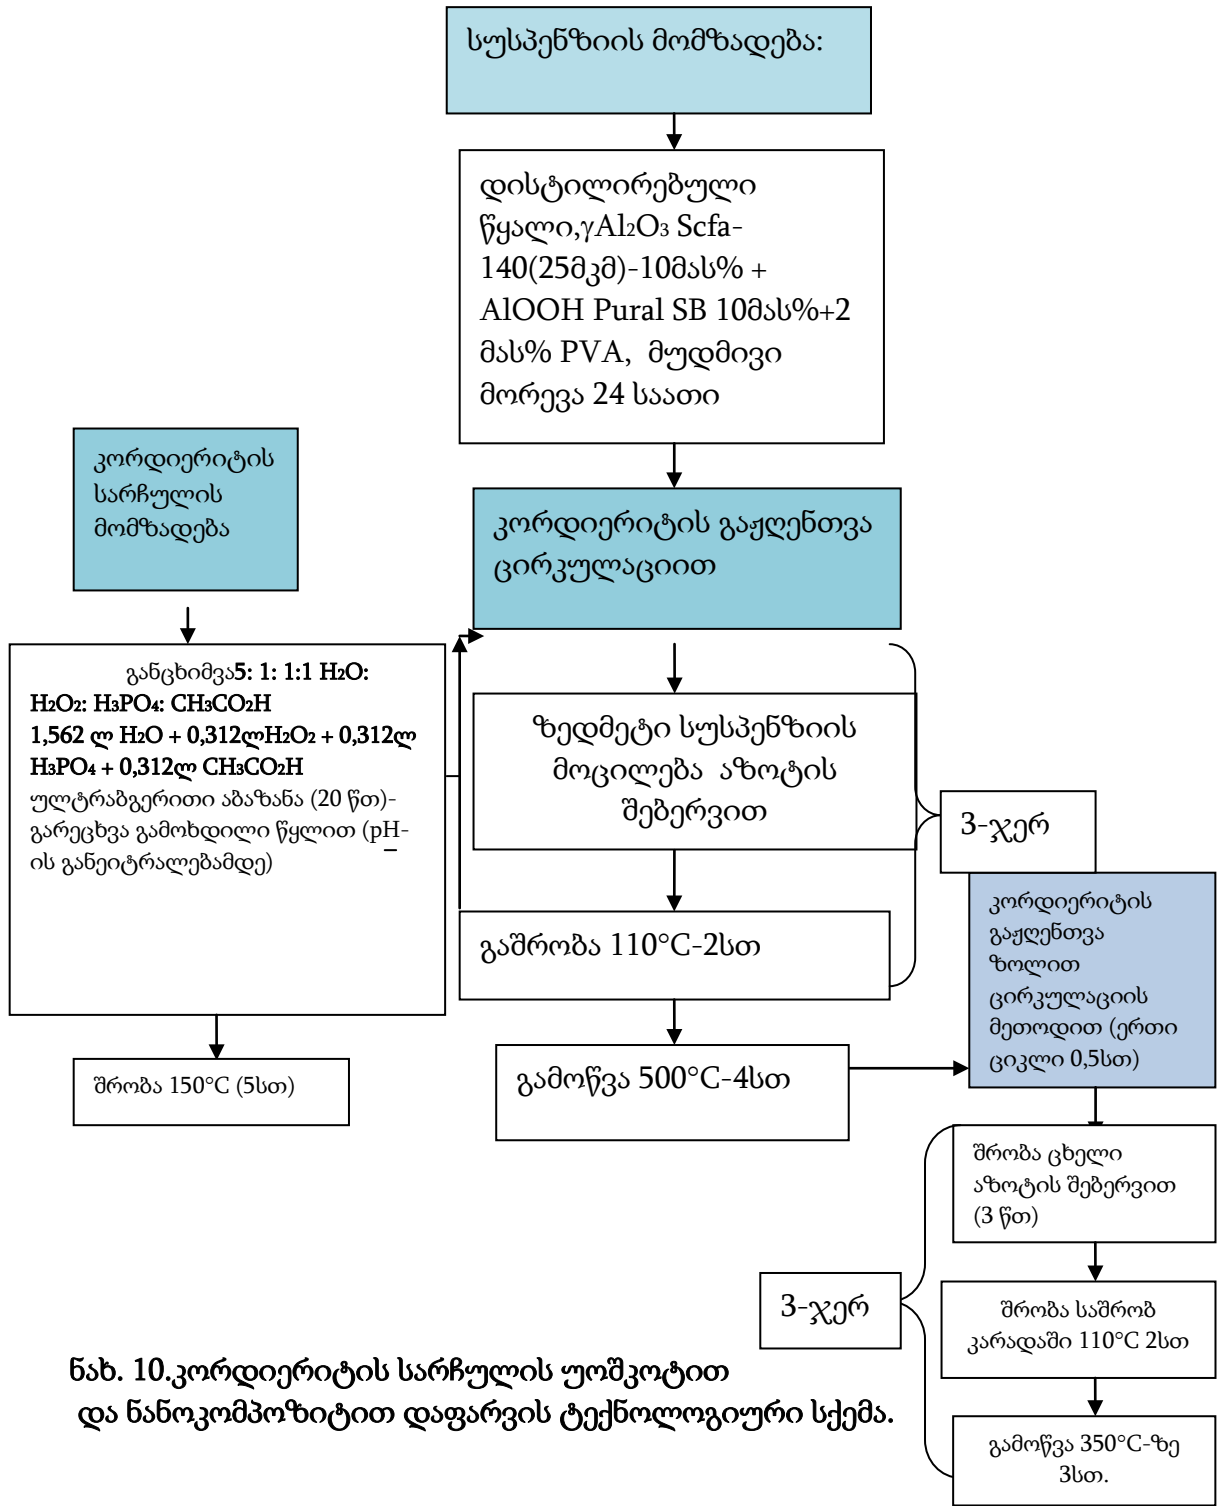 სუსპენზიის მომზადება:
დისტილირებული
წყალი,γAl₂O₃ Scfa-
140(25მკმ)-10მას% +
AlOOH Pural SB 10მას%+2
მას% PVA, მუდმივი
მორევა 24 საათი
კორდიერიტის
სარჩულის
მომზადება
კორდიერიტის გაჟღენთვა
ცირკულაციით
განცხიმვა5: 1: 1:1 H₂O:
H₂O₂: H₃PO₄: CH₃CO₂H
1,562 ლ H₂O + 0,312ლH₂O₂ + 0,312ლ
H₃PO₄ + 0,312ლ CH₃CO₂H
ულტრაბგერითი აბაზანა (20 წთ)-
გარეცხვა გამოხდილი წყლით (pH-
ის განეიტრალებამდე)
ზედმეტი სუსპენზიის
მოცილება აზოტის
შებერვით
3-ჯერ
გაშრობა 110°C-2სთ
კორდიერიტის
გაჟღენთვა
ზოლით
ცირკულაციის
მეთოდით (ერთი
ციკლი 0,5სთ)
შრობა 150°C (5სთ)
გამოწვა 500°C-4სთ
შრობა ცხელი
აზოტის შებერვით
(3 წთ)
3-ჯერ
შრობა საშრობ
კარადაში 110°C 2სთ
ნახ. 10.კორდიერიტის სარჩულის უოშკოტით
და ნანოკომპოზიტით დაფარვის ტექნოლოგიური სქემა.
გამოწვა 350°C-ზე
3სთ.